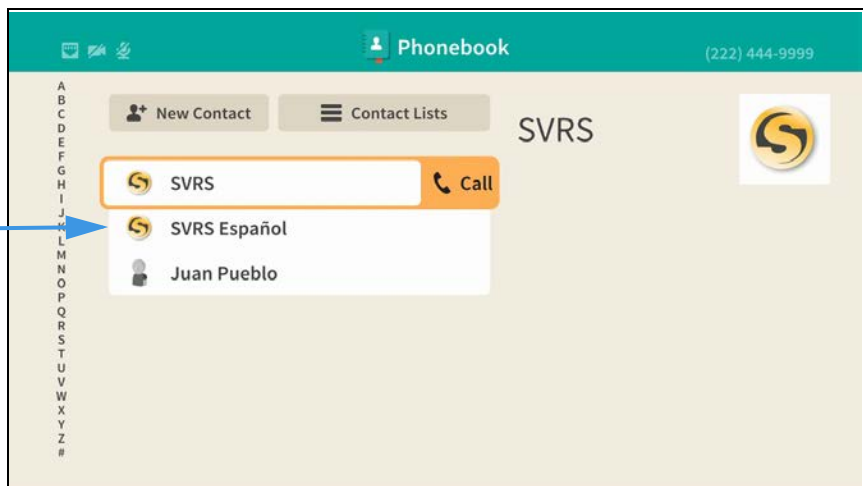 Phonebook
(222) 444-9999
A
B
C
D
E
F
G
H
I
J
K
L
M
N
O
P
Q
R
S
T
U
V
W
X
Y
Z
#
New Contact
Contact Lists
SVRS
SVRS
Call
SVRS Español
Juan Pueblo